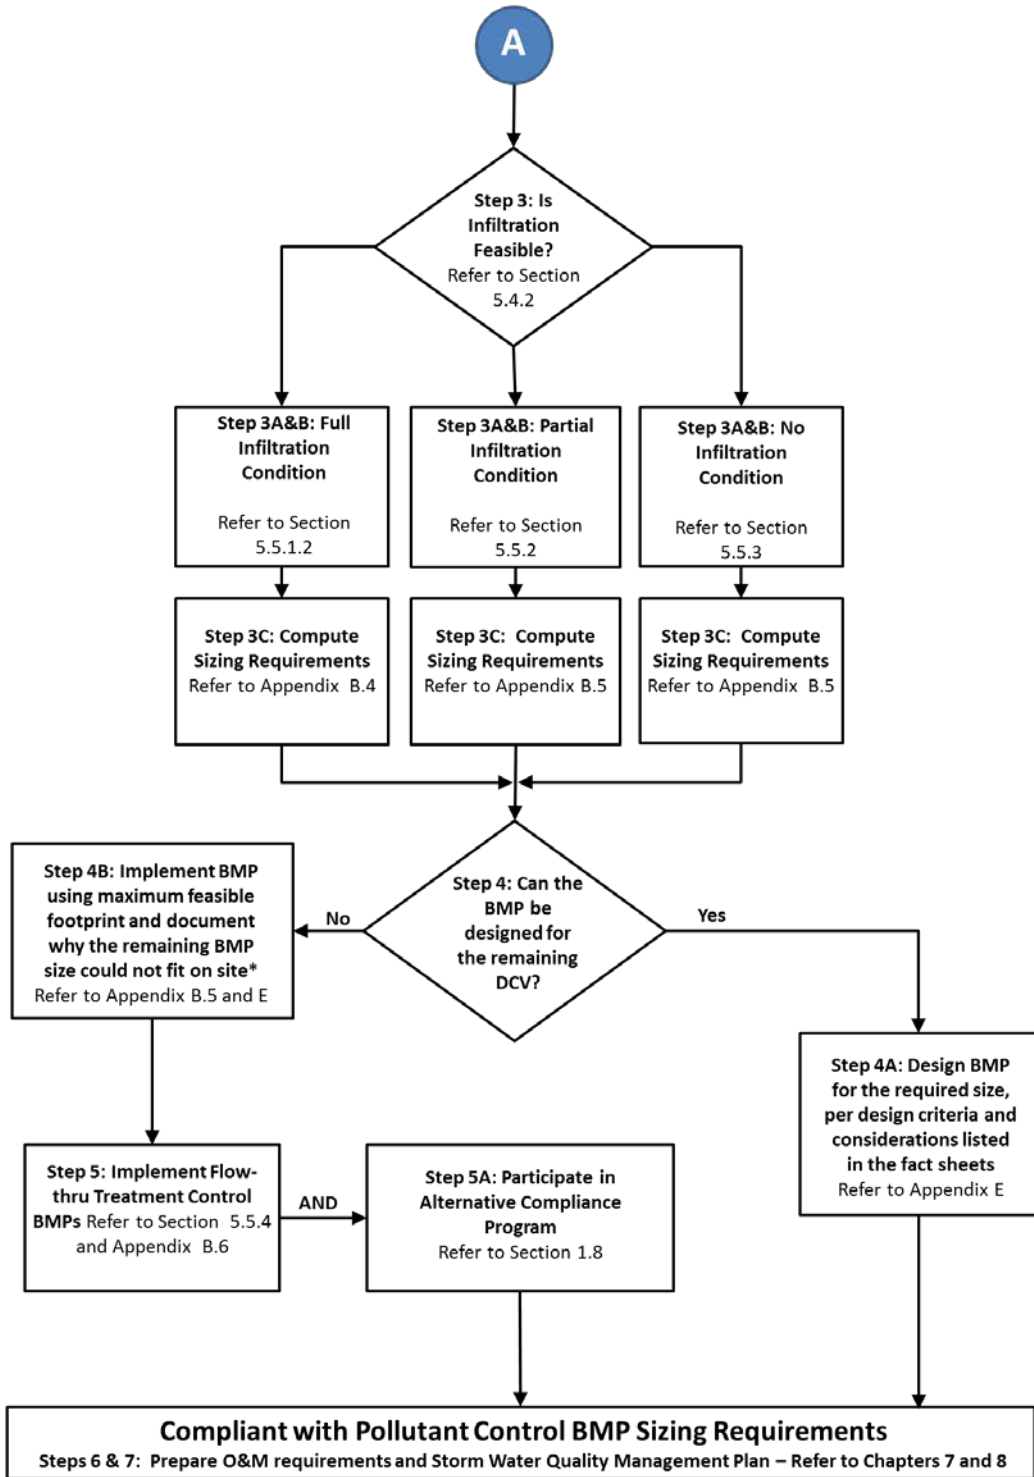 A
Step 3: Is
Infiltration
Feasible?
Refer to Section
5.4.2
Step 3A&B: Full
Infiltration
Condition
Refer to Section
5.5.1.2
Step 3A&B: Partial
Infiltration
Condition
Refer to Section
5.5.2
Step 3A&B: No
Infiltration
Condition
Refer to Section
5.5.3
Step 3C: Compute
Sizing Requirements
Refer to Appendix B.4
Step 3C: Compute
Sizing Requirements
Refer to Appendix B.5
Step 3C: Compute
Sizing Requirements
Refer to Appendix B.5
Step 4: Can the
BMP be
designed for
the remaining
DCV?
No
Yes
Step 4B: Implement BMP
using maximum feasible
footprint and document
why the remaining BMP
size could not fit on site*
Refer to Appendix B.5 and E
Step 4A: Design BMP
for the required size,
per design criteria and
considerations listed
in the fact sheets
Refer to Appendix E
Step 5: Implement Flow-
thru Treatment Control
BMPs Refer to Section 5.5.4
and Appendix B.6
AND
Step 5A: Participate in
Alternative Compliance
Program
Refer to Section 1.8
Compliant with Pollutant Control BMP Sizing Requirements
Steps 6 & 7: Prepare O&M requirements and Storm Water Quality Management Plan – Refer to Chapters 7 and 8